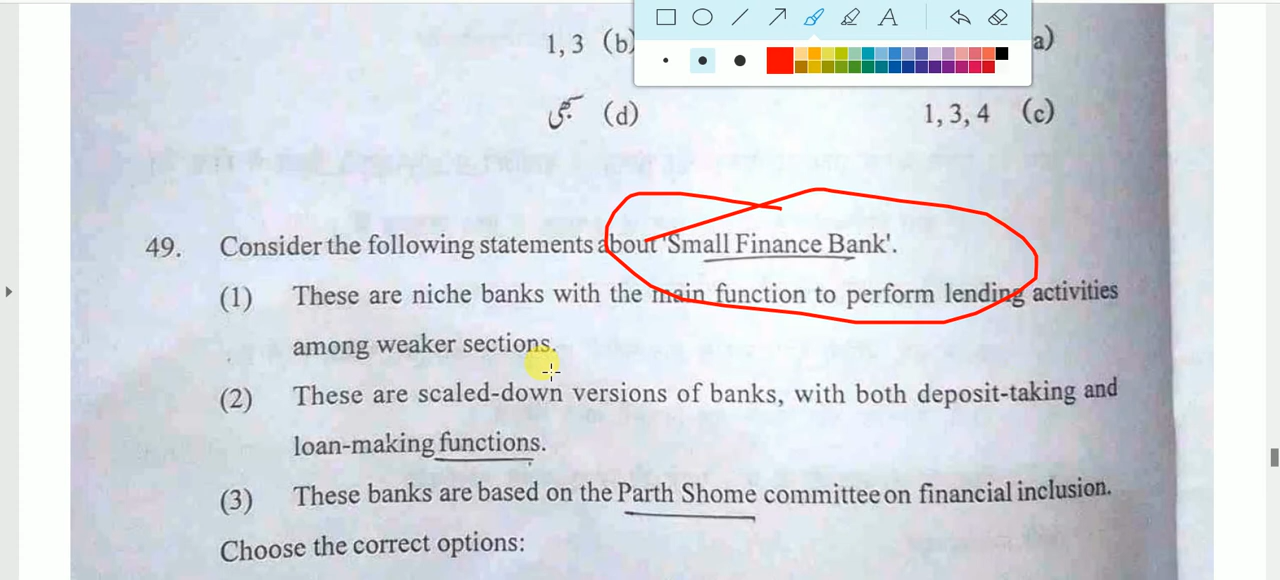 1, 3 (b)
a)
A
1, 3, 4 (c)
(d)
49. Consider the following statements about 'Small Finance Bank'.
(1) These are niche banks with the main function to perform lending activities
among weaker sections.
(2) These are scaled-down versions of banks, with both deposit-taking and
loan-making functions.
(3) These banks are based on the Parth Shome committee on financial inclusion.
Choose the correct options: